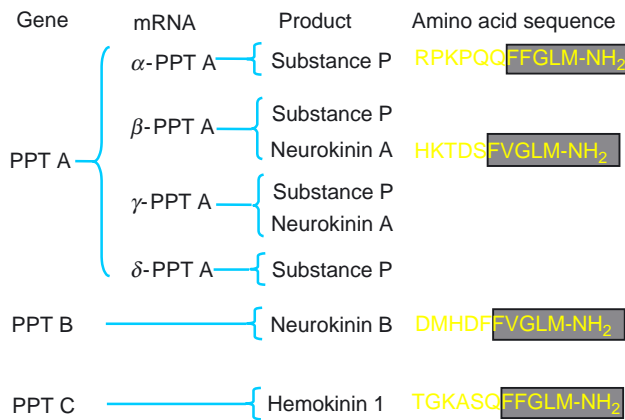 Gene mRNA Product Amino acid sequence
α-PPT A Substance P RPKPQQFFGLM-NH₂
β-PPT A Substance P
Neurokinin A HKTDSFVGLM-NH₂
PPT A
γ-PPT A Substance P
Neurokinin A
δ-PPT A Substance P
PPT B Neurokinin B DMHDFFVGLM-NH₂
PPT C Hemokinin 1 TGKASQFFGLM-NH₂